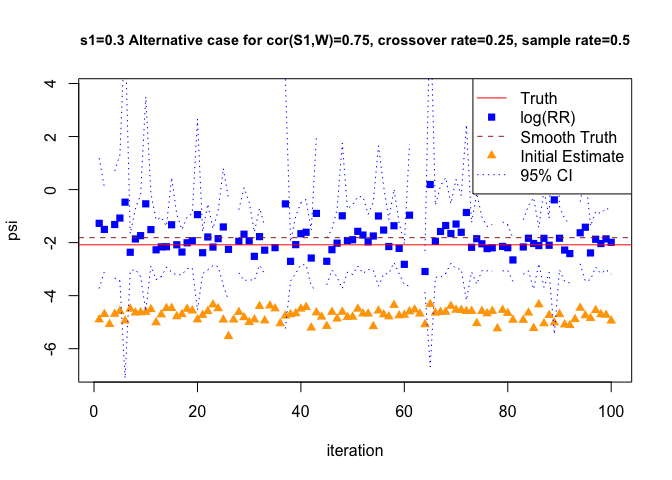 s1=0.3 Alternative case for cor(S1,W)=0.75, crossover rate=0.25, sample rate=0.5
Truth
log(RR)
Smooth Truth
Initial Estimate
95% CI
psi
4
2
0
-2
-4
-6
0 20 40 60 80 100
iteration